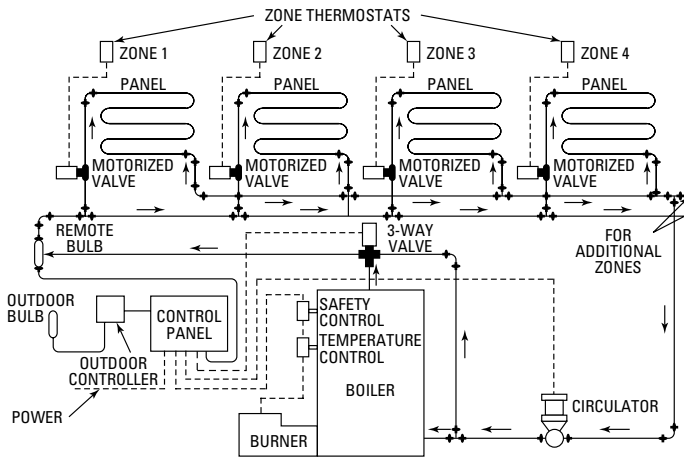 ZONE THERMOSTATS
ZONE 1
ZONE 2
ZONE 3
ZONE 4
PANEL
PANEL
PANEL
PANEL
MOTORIZED
VALVE
MOTORIZED
VALVE
MOTORIZED
VALVE
MOTORIZED
VALVE
REMOTE
BULB
3-WAY
VALVE
FOR
ADDITIONAL
ZONES
OUTDOOR
BULB
CONTROL
PANEL
SAFETY
CONTROL
TEMPERATURE
CONTROL
OUTDOOR
CONTROLLER
BOILER
POWER
BURNER
CIRCULATOR